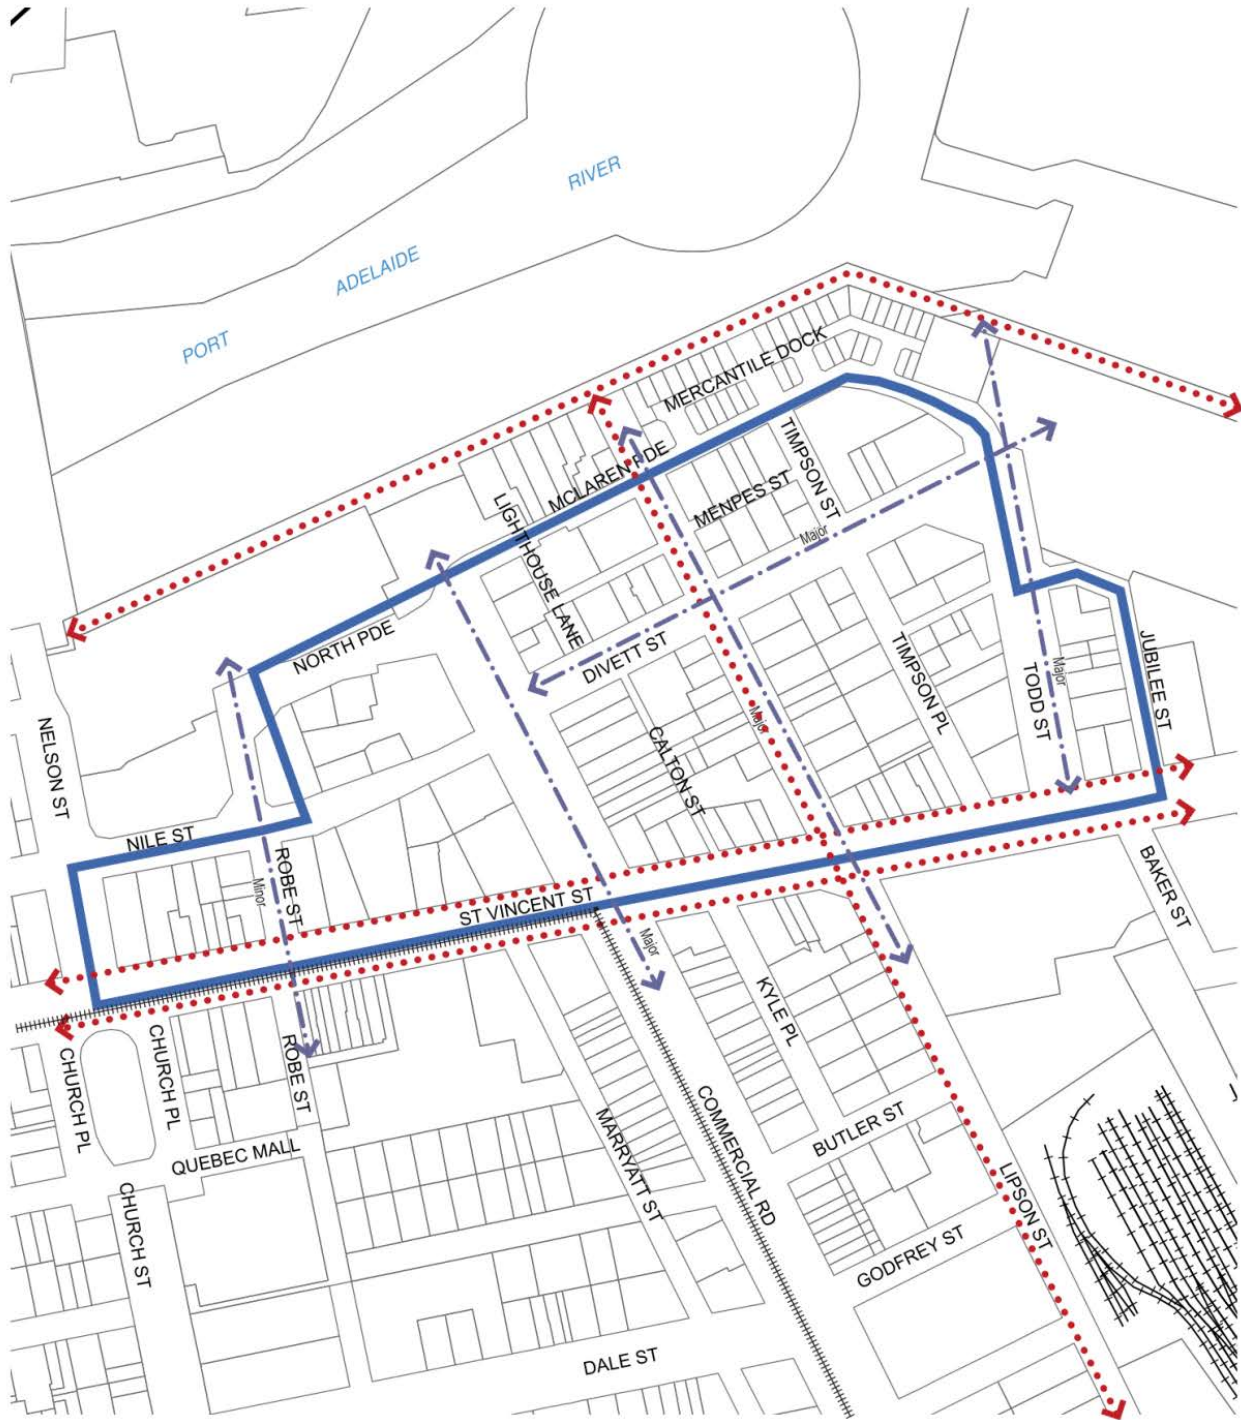 RIVER
ADELAIDE
PORT
MERCANTILE DOCK
MCLAREN PDE
TIMPSON ST
MENPES ST
LIGHTHOUSE LANE
Major
NORTH PDE
DIVETT ST
TIMPSON PL
JUBILEE ST
TODD ST
Major
NELSON ST
CALTON ST
Major
NILE ST
ROBE ST
Minor
ST VINCENT ST
BAKER ST
Major
KYLE PL
CHURCH PL
CHURCH PL
ROBE ST
COMMERCIAL RD
MARRYATT ST
BUTLER ST
QUEBEC MALL
LIPSON ST
CHURCH ST
GODFREY ST
DALE ST